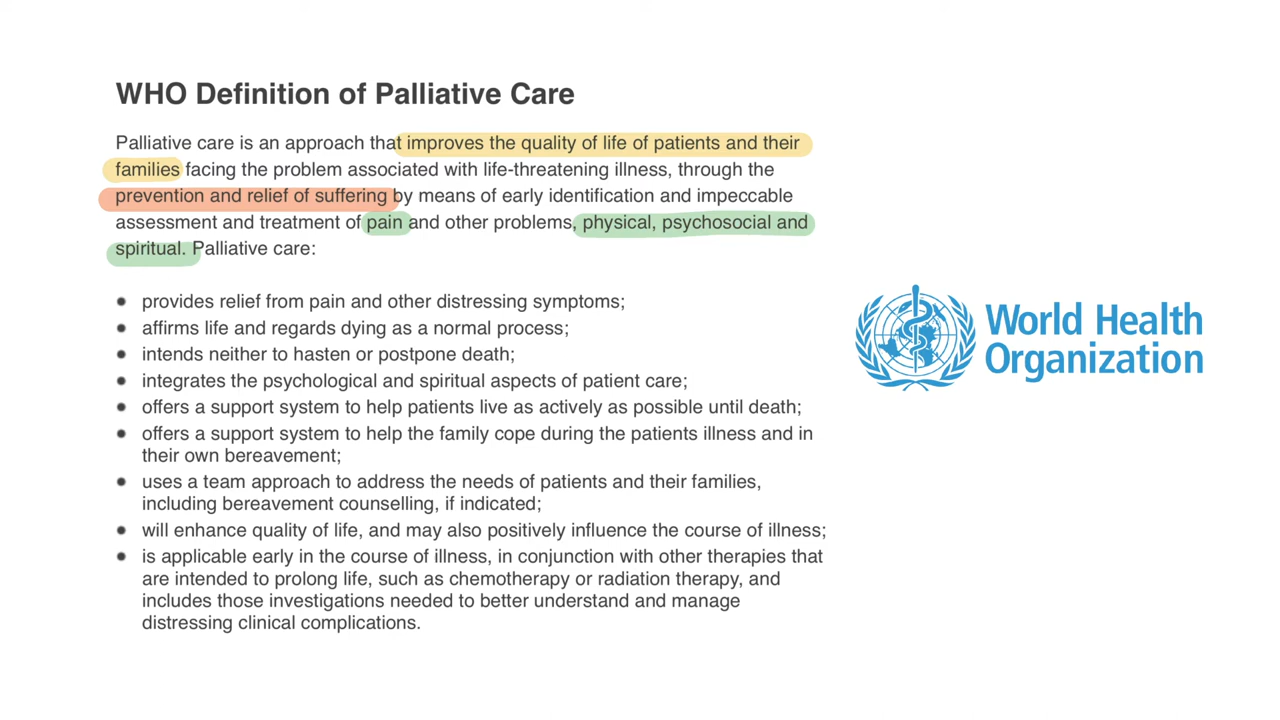 WHO Definition of Palliative Care
Palliative care is an approach that improves the quality of life of patients and their
families facing the problem associated with life-threatening illness, through the
prevention and relief of suffering by means of early identification and impeccable
assessment and treatment of pain and other problems, physical, psychosocial and
spiritual. Palliative care:
● provides relief from pain and other distressing symptoms;
● affirms life and regards dying as a normal process;
● intends neither to hasten or postpone death;
● integrates the psychological and spiritual aspects of patient care;
● offers a support system to help patients live as actively as possible until death;
● offers a support system to help the family cope during the patients illness and in
their own bereavement;
● uses a team approach to address the needs of patients and their families,
including bereavement counselling, if indicated;
● will enhance quality of life, and may also positively influence the course of illness;
● is applicable early in the course of illness, in conjunction with other therapies that
are intended to prolong life, such as chemotherapy or radiation therapy, and
includes those investigations needed to better understand and manage
distressing clinical complications.
World Health
Organization